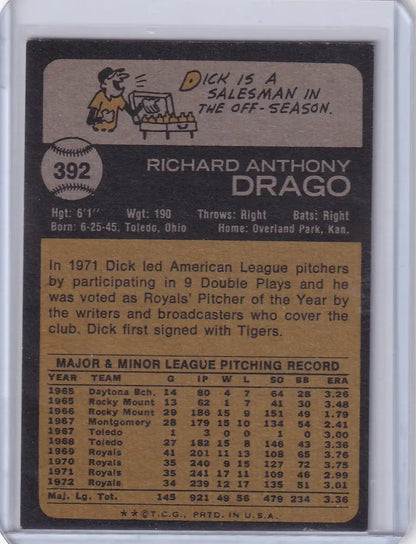 DICK IS A
SALESMAN IN
THE OFF-SEASON.
392
RICHARD ANTHONY
DRAGO
Hgt: 6'1" Wgt: 190 Throws: Right Bats: Right
Born: 6-25-45, Toledo, Ohio Home: Overland Park, Kan.
In 1971 Dick led American League pitchers
by participating in 9 Double Plays and he
was voted as Royals' Pitcher of the Year by
the writers and broadcasters who cover the
club. Dick first signed with Tigers.
MAJOR & MINOR LEAGUE PITCHING RECORD
YEAR TEAM G IP W L SO BB ERA
1965 Daytona Bch. 14 80 4 7 64 28 3.26
1965 Rocky Mount 13 62 1 7 41 30 3.48
1966 Rocky Mount 29 186 15 9 151 49 1.79
1967 Montgomery 28 179 15 10 134 54 2.41
1967 Toledo 1 3 0 0 1 0 3.00
1968 Toledo 27 182 15 8 146 43 3.36
1969 Royals 41 201 11 13 108 65 3.76
1970 Royals 35 240 9 15 127 72 3.75
1971 Royals 35 241 17 11 109 46 2.99
1972 Royals 34 239 12 17 135 51 3.01
Maj. Lg. Tot. 145 921 49 56 479 234 3.36
**©T.C.G., PRTD. IN U.S.A.